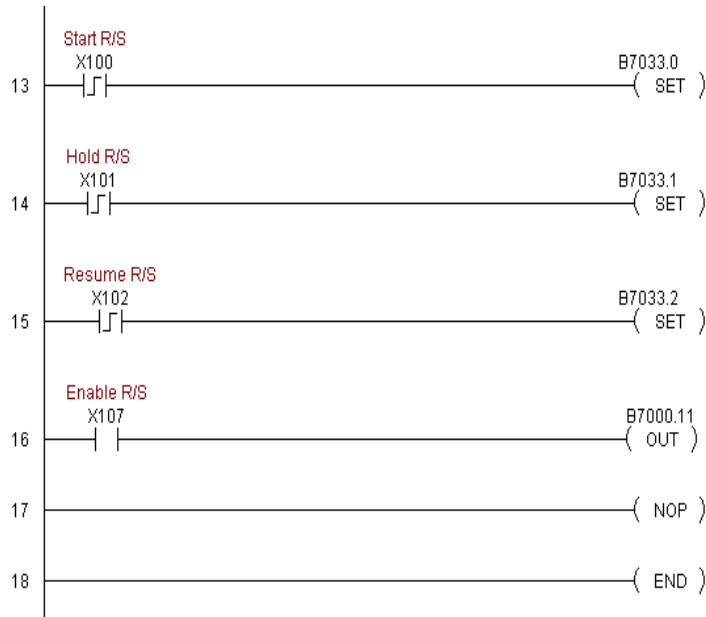 Start R/S
X100
B7033.0
13
( SET )
Hold R/S
X101
B7033.1
14
( SET )
Resume R/S
X102
B7033.2
15
( SET )
Enable R/S
X107
B7000.11
16
( OUT )
17
( NOP )
18
( END )